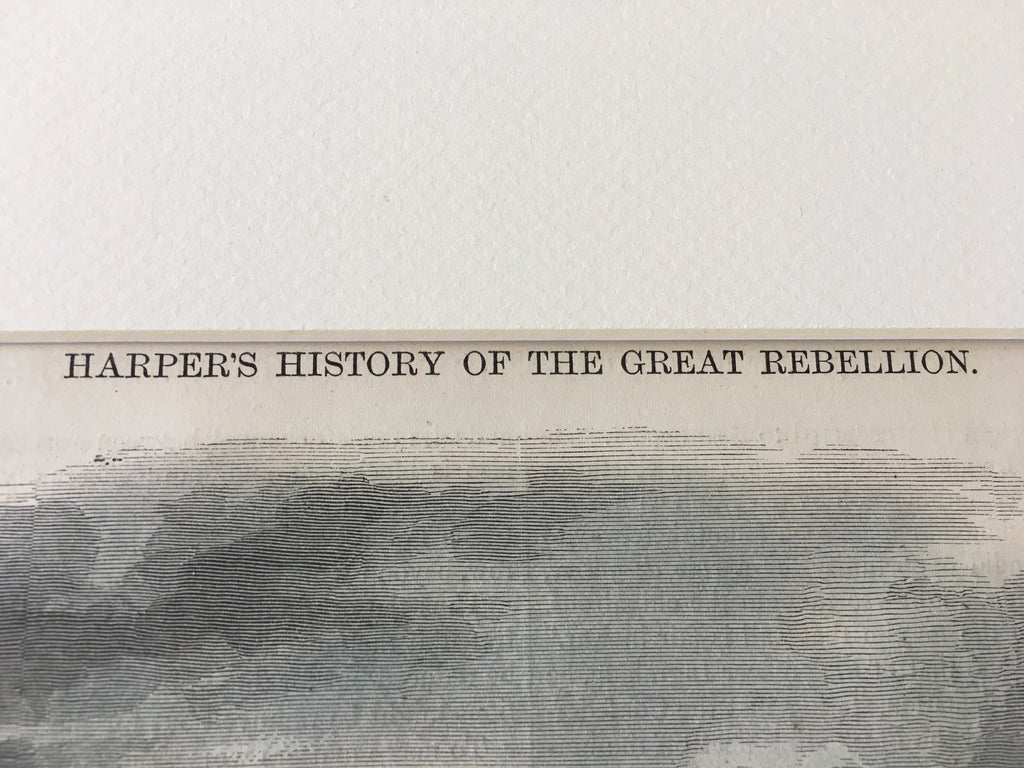 HARPER'S HISTORY OF THE GREAT REBELLION.